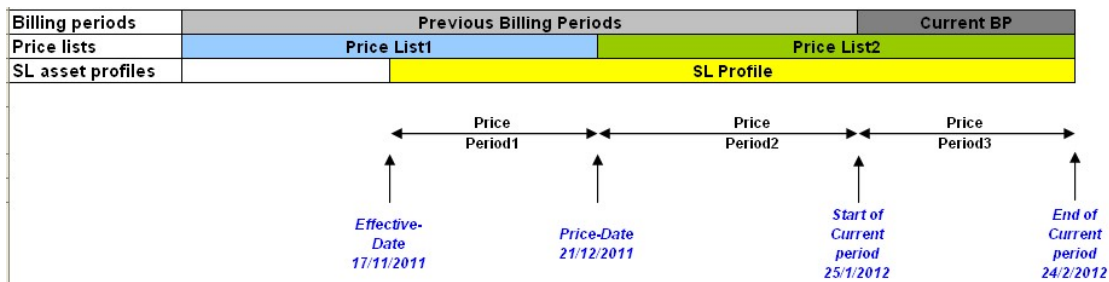 Billing periods Previous Billing Periods Current BP
Price lists Price List1 Price List2
SL asset profiles SL Profile
Price Price Price
Period1 Period2 Period3
Effective-
Date
17/11/2011
Price-Date
21/12/2011
Start of
Current
period
25/1/2012
End of
Current
period
24/2/2012